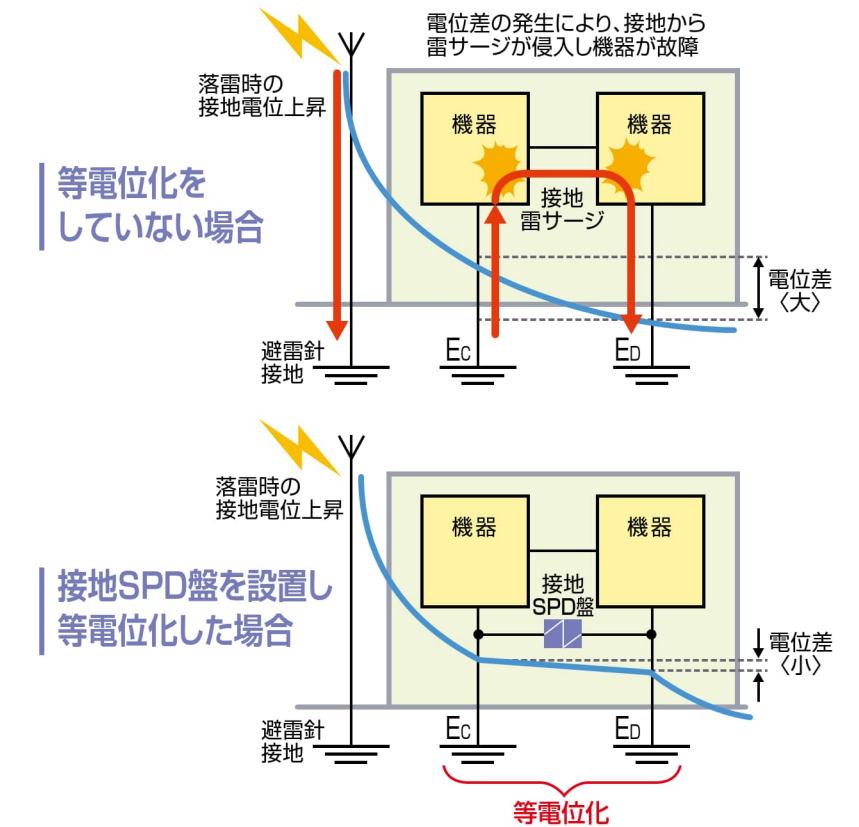 電位差の発生により、接地から
雷サージが侵入し機器が故障
落雷時の
接地電位上昇
機器
機器
等電位化を
していない場合
接地
雷サージ
電位差
〈大〉
避雷針
接地
EC
ED
落雷時の
接地電位上昇
機器
機器
接地SPD盤を設置し
等電位化した場合
接地
SPD盤
電位差
〈小〉
避雷針
接地
EC
ED
等電位化